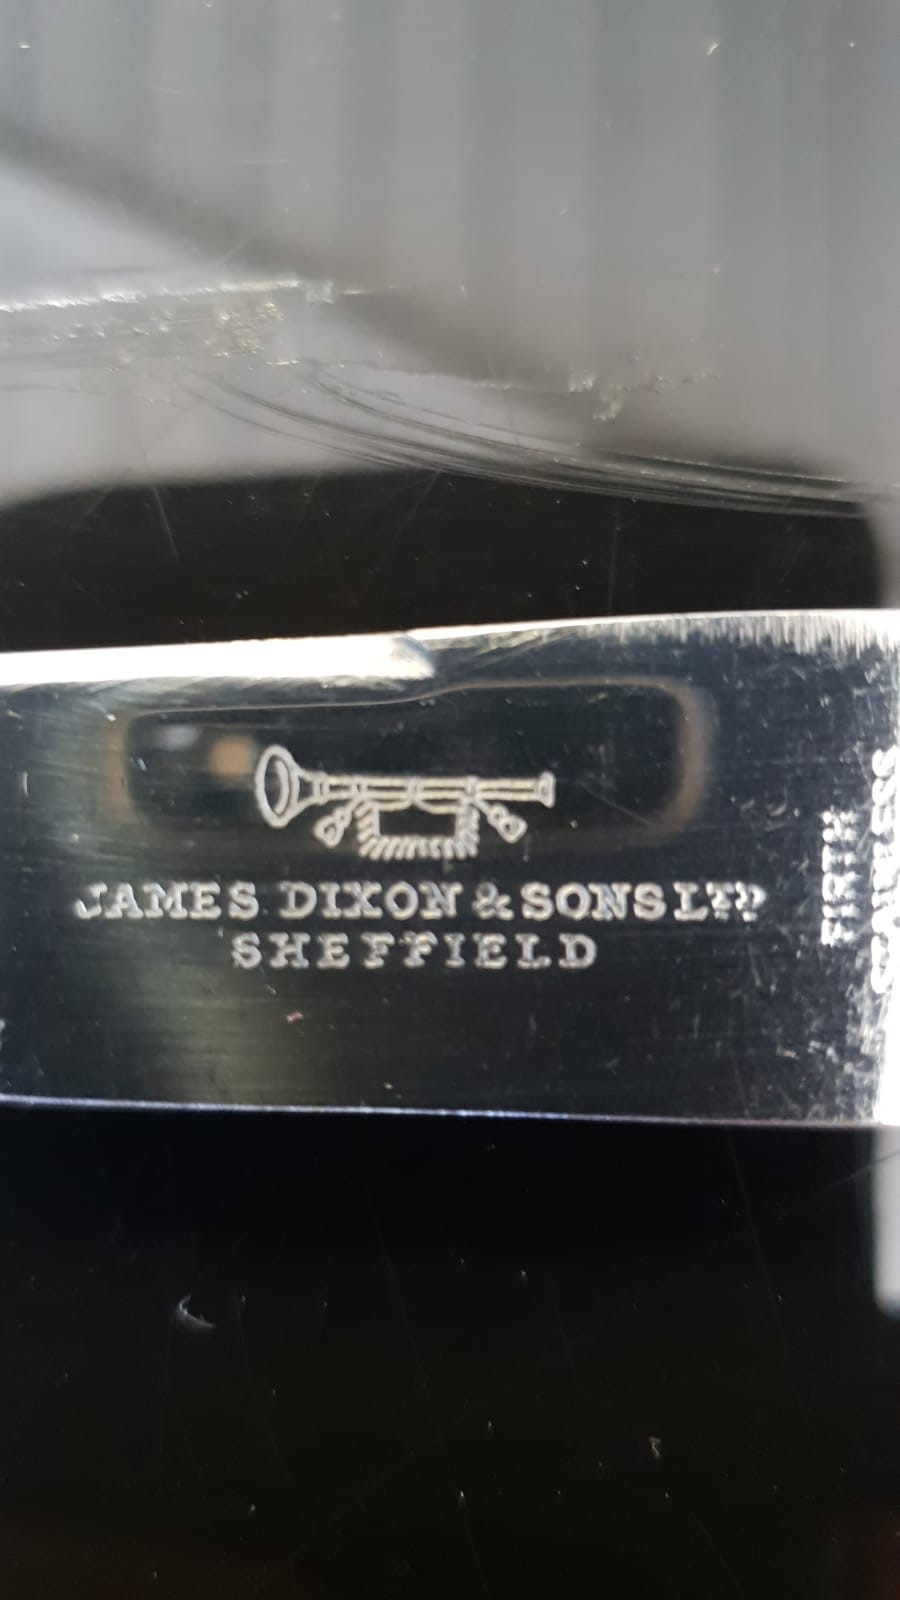 JAMES DIXON & SONS LTD
SHEFFIELD
FIRTH
STAINLESS